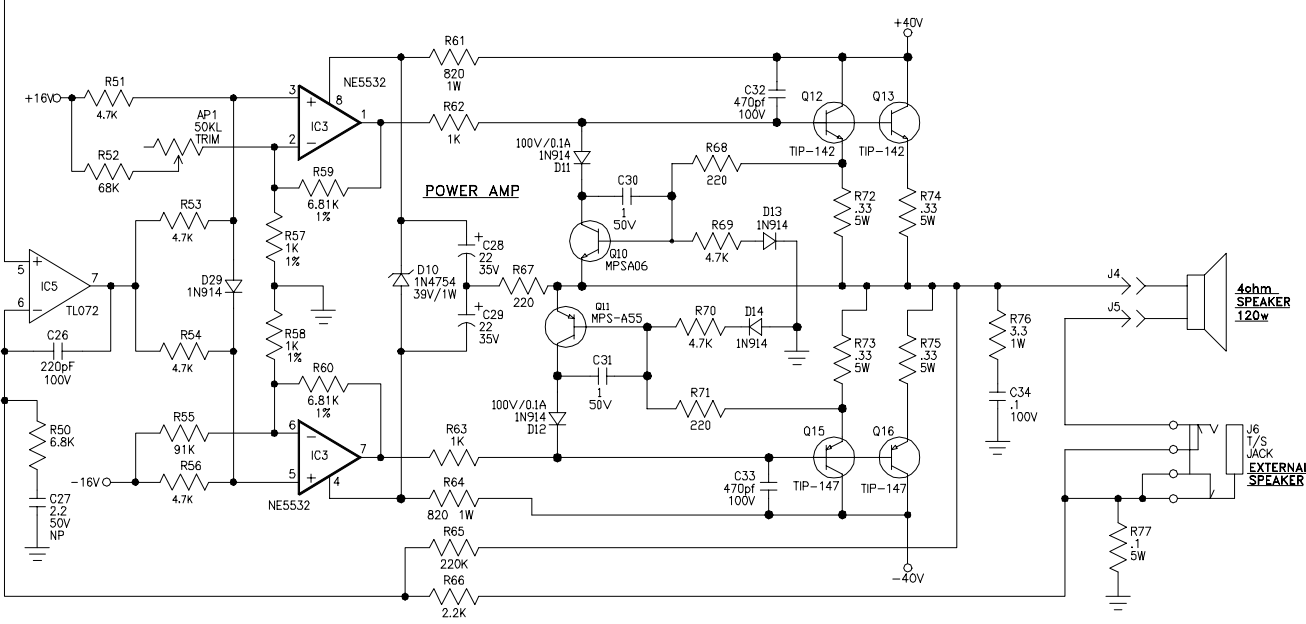 +40V
R61
820
1W
NE5532
R51
4.7K
+16V
AP1
50KL
TRIM
3
+
8
1
IC3
2
−
R62
1K
C32
470pf
100V
Q12
Q13
TIP-142
TIP-142
R52
68K
100V/0.1A
1N914
D11
R68
220
R59
6.81K
1%
POWER AMP
C30
1
50V
R72
.33
5W
R74
.33
5W
R53
4.7K
R57
1K
1%
D13
1N914
R69
4.7K
+
C28
22
35V
Q10
MPSA06
5
+
7
IC5
6
−
TL072
D29
1N914
D10
1N4754
39V/1W
R67
220
J4
J5
4ohm
SPEAKER
120w
+
C29
22
35V
Q11
MPS-A55
R70
4.7K
D14
1N914
R76
3.3
1W
R58
1K
1%
R54
4.7K
C26
220pF
100V
R73
.33
5W
R75
.33
5W
C31
1
50V
R60
6.81K
1%
R71
220
C34
.1
100V
100V/0.1A
1N914
D12
R50
6.8K
R55
91K
6
−
7
IC3
5
+
4
R63
1K
Q15
Q16
J6
T/S
JACK
EXTERNAL
SPEAKER
R56
4.7K
-16V
NE5532
R64
820 1W
C33
470pf
100V
TIP-147
TIP-147
C27
2.2
50V
NP
R65
220K
R77
.1
5W
R66
2.2K
-40V